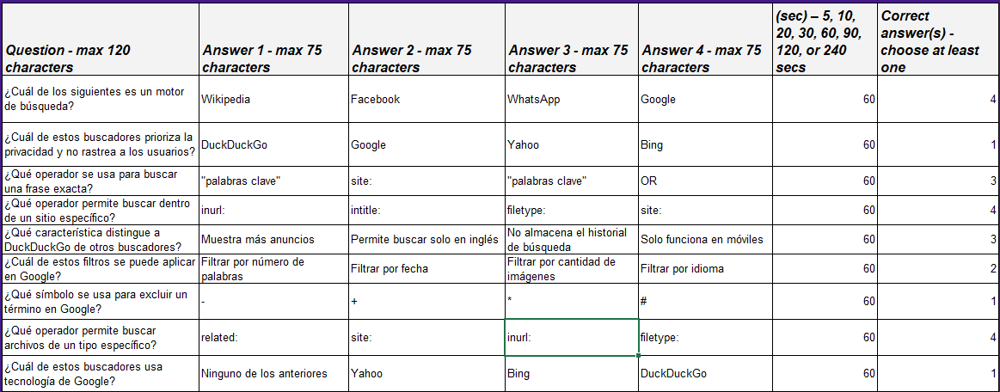 Question - max 120 characters
Answer 1 - max 75 characters
Answer 2 - max 75 characters
Answer 3 - max 75 characters
Answer 4 - max 75 characters
(sec) – 5, 10, 20, 30, 60, 90, 120, or 240 secs
Correct answer(s) - choose at least one
¿Cuál de los siguientes es un motor de búsqueda?
Wikipedia
Facebook
WhatsApp
Google
60
4
¿Cuál de estos buscadores prioriza la privacidad y no rastrea a los usuarios?
DuckDuckGo
Google
Yahoo
Bing
60
1
¿Qué operador se usa para buscar una frase exacta?
"palabras clave"
site:
"palabras clave"
OR
60
3
¿Qué operador permite buscar dentro de un sitio específico?
inurl:
intitle:
filetype:
site:
60
4
¿Qué característica distingue a DuckDuckGo de otros buscadores?
Muestra más anuncios
Permite buscar solo en inglés
No almacena el historial de búsqueda
Solo funciona en móviles
60
3
¿Cuál de estos filtros se puede aplicar en Google?
Filtrar por número de palabras
Filtrar por fecha
Filtrar por cantidad de imágenes
Filtrar por idioma
60
2
¿Qué símbolo se usa para excluir un término en Google?
-
+
*
#
60
1
¿Qué operador permite buscar archivos de un tipo específico?
related:
site:
inurl:
filetype:
60
4
¿Cuál de estos buscadores usa tecnología de Google?
Ninguno de los anteriores
Yahoo
Bing
DuckDuckGo
60
1